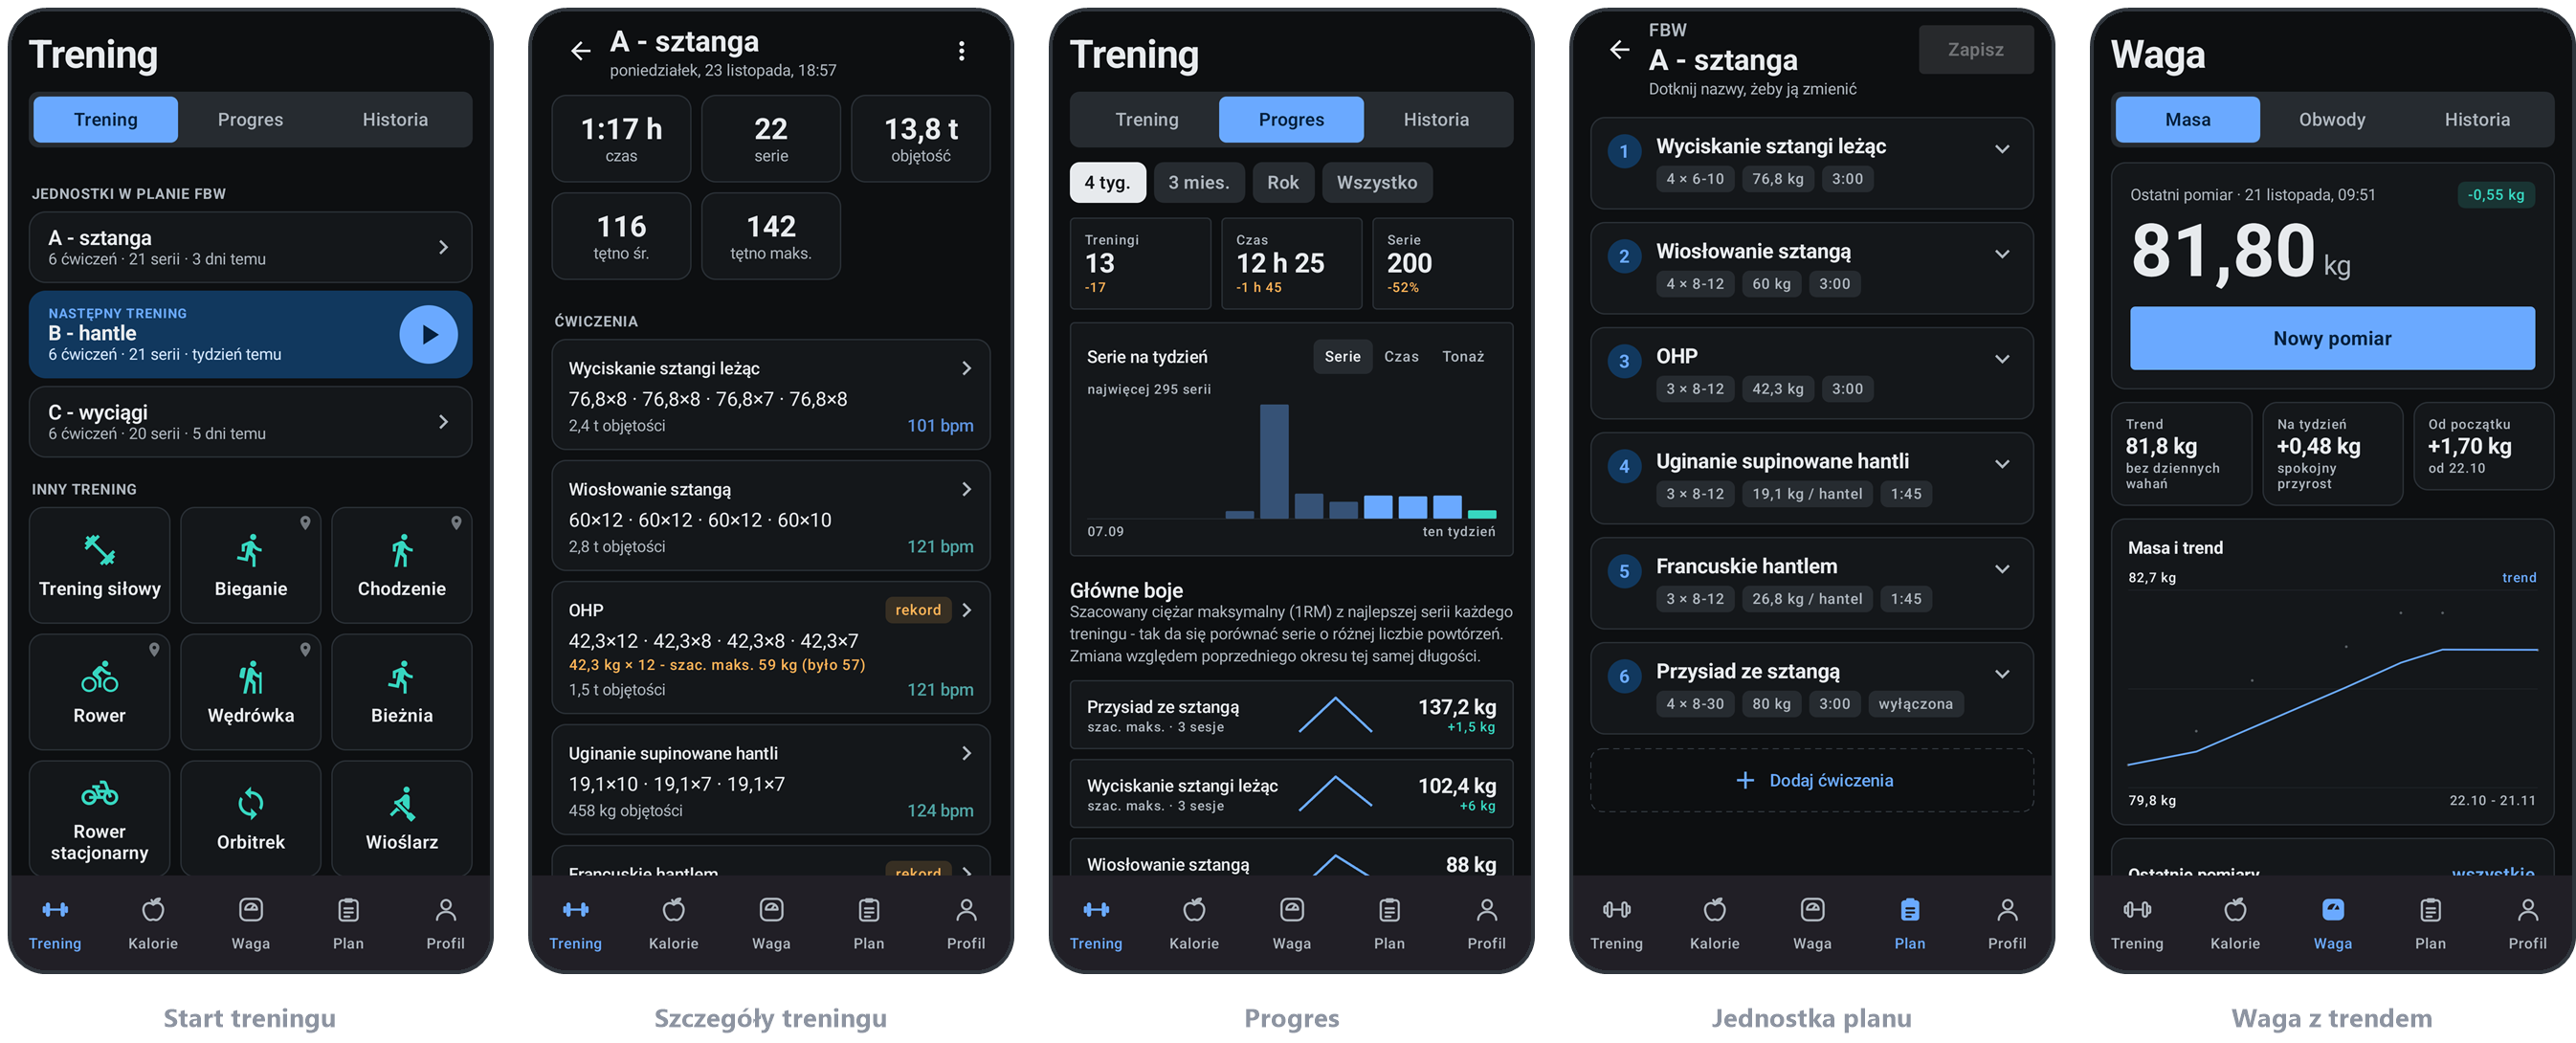 Trening
Trening Progres Historia
JEDNOSTKI W PLANIE FBW
A - sztanga
6 ćwiczeń · 21 serii · 3 dni temu
NASTĘPNY TRENING
B - hantle
6 ćwiczeń · 21 serii · tydzień temu
C - wyciągi
6 ćwiczeń · 20 serii · 5 dni temu
INNY TRENING
Trening siłowy Bieganie Chodzenie
Rower Wędrówka Bieżnia
Rower stacjonarny Orbitrek Wioślarz
Trening Kalorie Waga Plan Profil
Start treningu
A - sztanga
poniedziałek, 23 listopada, 18:57
1:17 h 22 13,8 t
czas serie objętość
116 142
tętno śr. tętno maks.
ĆWICZENIA
Wyciskanie sztangi leżąc
76,8×8 · 76,8×8 · 76,8×7 · 76,8×8
2,4 t objętości 101 bpm
Wiosłowanie sztangą
60×12 · 60×12 · 60×12 · 60×10
2,8 t objętości 121 bpm
OHP rekord
42,3×12 · 42,3×8 · 42,3×8 · 42,3×7
42,3 kg × 12 - szac. maks. 59 kg (było 57)
1,5 t objętości 121 bpm
Uginanie supinowane hantli
19,1×10 · 19,1×7 · 19,1×7
458 kg objętości 124 bpm
Francuskie hantlem rekord
Trening Kalorie Waga Plan Profil
Szczegóły treningu
Trening
Trening Progres Historia
4 tyg. 3 mies. Rok Wszystko
Treningi Czas Serie
13 12 h 25 200
-17 -1 h 45 -52%
Serie na tydzień Serie Czas Tonaż
najwięcej 295 serii
07.09 ten tydzień
Główne boje
Szacowany ciężar maksymalny (1RM) z najlepszej serii każdego
treningu - tak da się porównać serie o różnej liczbie powtórzeń.
Zmiana względem poprzedniego okresu tej samej długości.
Przysiad ze sztangą 137,2 kg
szac. maks. · 3 sesje +1,5 kg
Wyciskanie sztangi leżąc 102,4 kg
szac. maks. · 3 sesje +6 kg
Wiosłowanie sztangą 88 kg
Trening Kalorie Waga Plan Profil
Progres
FBW
A - sztanga Zapisz
Dotknij nazwy, żeby ją zmienić
1 Wyciskanie sztangi leżąc
4 × 6-10 76,8 kg 3:00
2 Wiosłowanie sztangą
4 × 8-12 60 kg 3:00
3 OHP
3 × 8-12 42,3 kg 3:00
4 Uginanie supinowane hantli
3 × 8-12 19,1 kg / hantel 1:45
5 Francuskie hantlem
3 × 8-12 26,8 kg / hantel 1:45
6 Przysiad ze sztangą
4 × 8-30 80 kg 3:00 wyłączona
+ Dodaj ćwiczenia
Trening Kalorie Waga Plan Profil
Jednostka planu
Waga
Masa Obwody Historia
Ostatni pomiar · 21 listopada, 09:51 -0,55 kg
81,80 kg
Nowy pomiar
Trend Na tydzień Od początku
81,8 kg +0,48 kg +1,70 kg
bez dziennych wahań spokojny przyrost od 22.10
Masa i trend
82,7 kg trend
79,8 kg 22.10 - 21.11
Ostatnie pomiary wszystkie
Trening Kalorie Waga Plan Profil
Waga z trendem